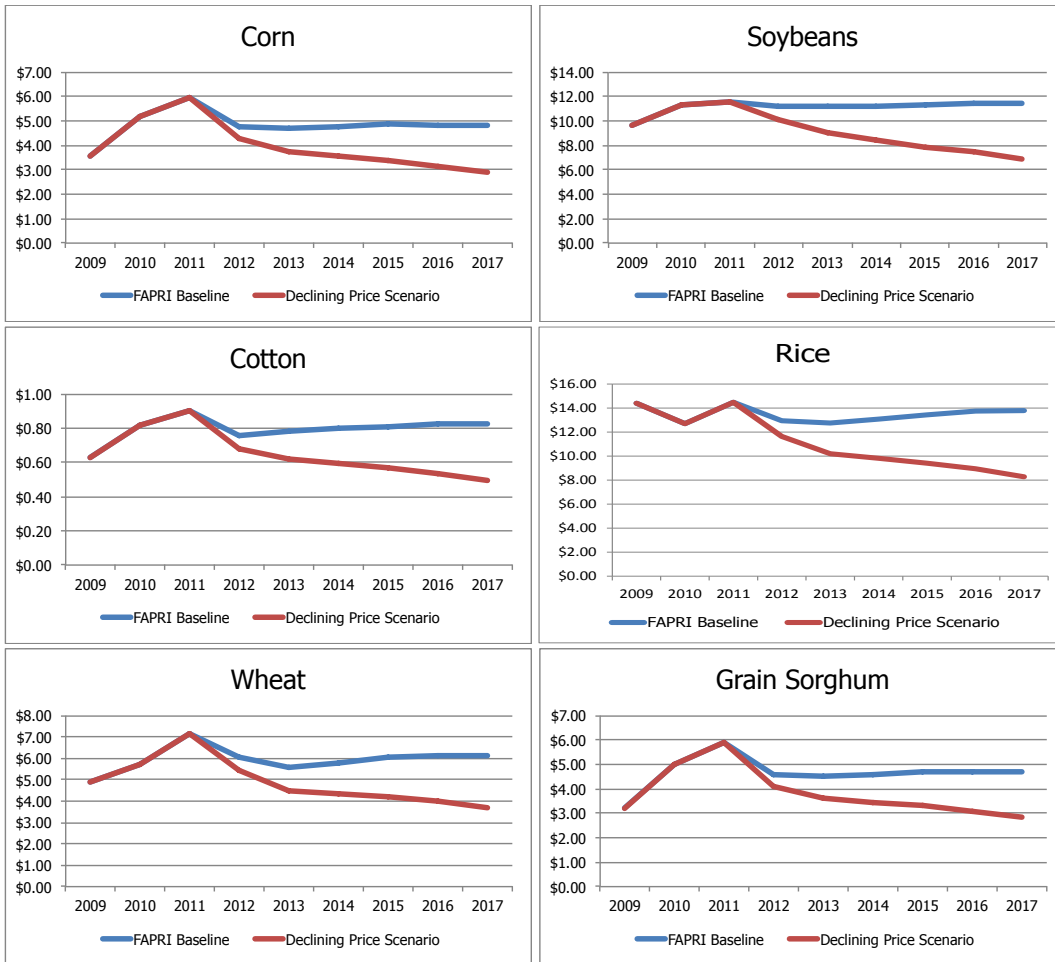 Corn
$7.00
$6.00
$5.00
$4.00
$3.00
$2.00
$1.00
$0.00
2009 2010 2011 2012 2013 2014 2015 2016 2017
FAPRI Baseline Declining Price Scenario
Soybeans
$14.00
$12.00
$10.00
$8.00
$6.00
$4.00
$2.00
$0.00
2009 2010 2011 2012 2013 2014 2015 2016 2017
FAPRI Baseline Declining Price Scenario
Cotton
$1.00
$0.80
$0.60
$0.40
$0.20
$0.00
2009 2010 2011 2012 2013 2014 2015 2016 2017
FAPRI Baseline Declining Price Scenario
Rice
$16.00
$14.00
$12.00
$10.00
$8.00
$6.00
$4.00
$2.00
$0.00
2009 2010 2011 2012 2013 2014 2015 2016 2017
FAPRI Baseline Declining Price Scenario
Wheat
$8.00
$7.00
$6.00
$5.00
$4.00
$3.00
$2.00
$1.00
$0.00
2009 2010 2011 2012 2013 2014 2015 2016 2017
FAPRI Baseline Declining Price Scenario
Grain Sorghum
$7.00
$6.00
$5.00
$4.00
$3.00
$2.00
$1.00
$0.00
2009 2010 2011 2012 2013 2014 2015 2016 2017
FAPRI Baseline Declining Price Scenario